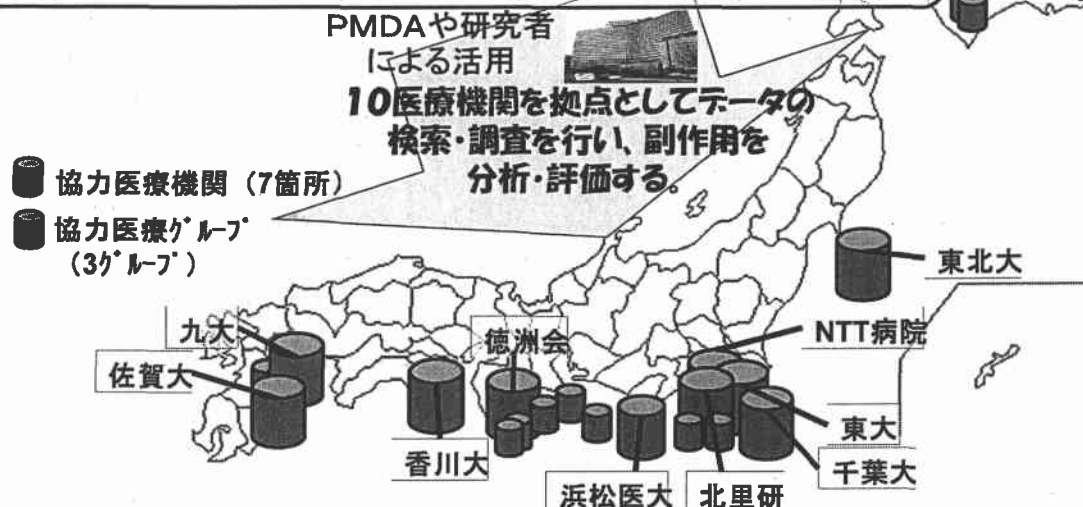 PMDAや研究者
による活用
10医療機関を拠点としてデータの
検索・調査を行い、副作用を
分析・評価する。
協力医療機関（7箇所）
協力医療ｸﾞﾙｰﾌﾟ
（3ｸﾞﾙｰﾌﾟ）
東北大
九大
徳洲会
NTT病院
佐賀大
東大
香川大
千葉大
浜松医大
北里研